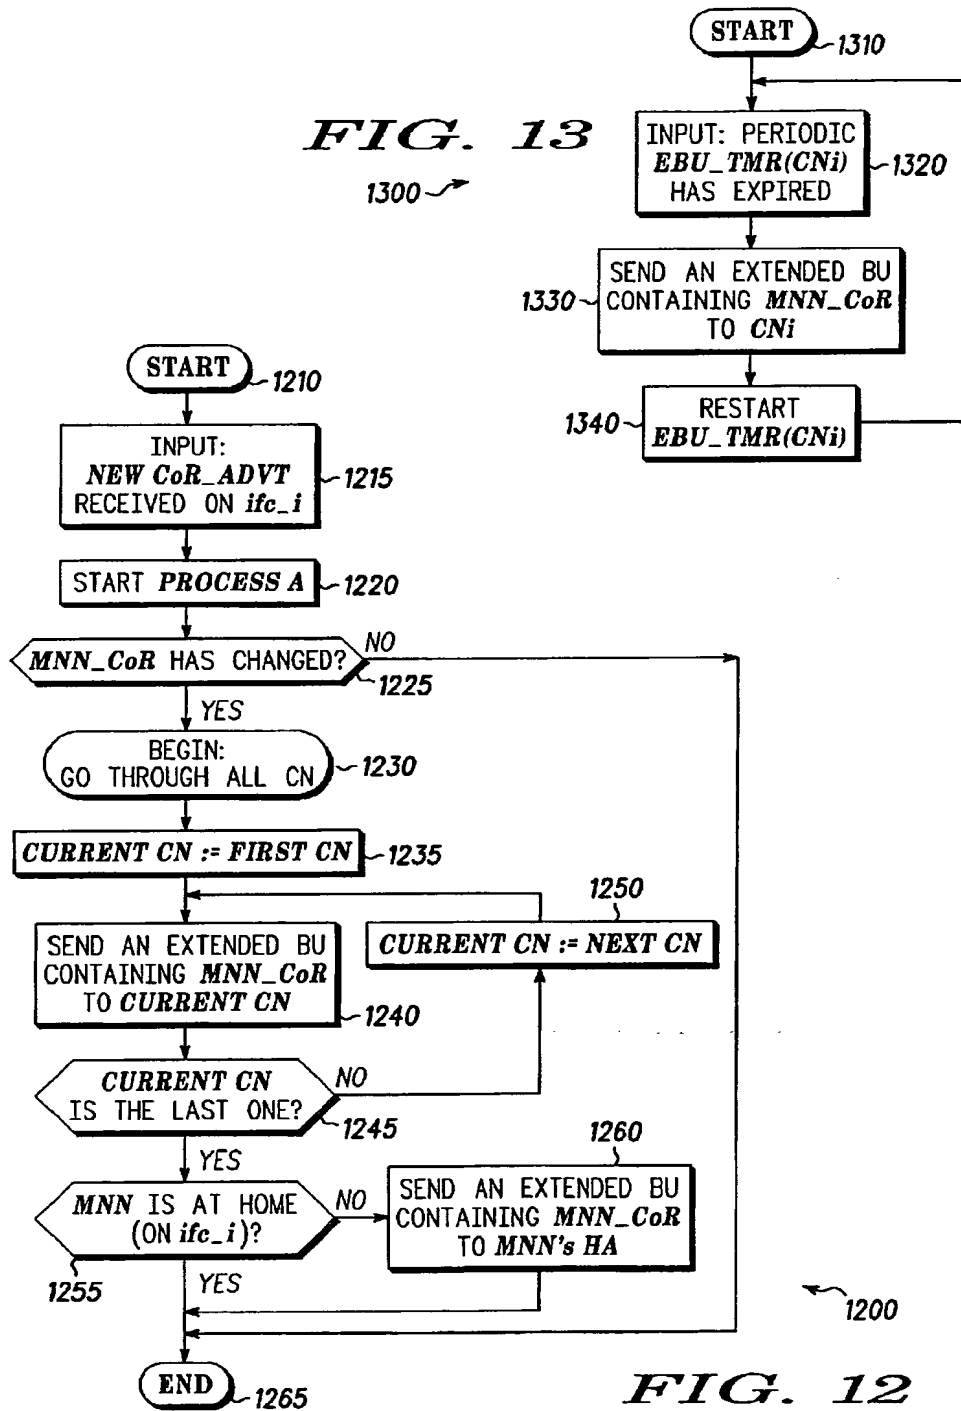 START
1310
FIG. 13
1300
INPUT: PERIODIC
EBU_TMR(CNi)
HAS EXPIRED
1320
SEND AN EXTENDED BU
CONTAINING MNN_CoR
TO CNi
1330
RESTART
EBU_TMR(CNi)
1340
START
1210
INPUT:
NEW CoR_ADVT
RECEIVED ON ifc_i
1215
START PROCESS A
1220
MNN_CoR HAS CHANGED?
NO
1225
YES
BEGIN:
GO THROUGH ALL CN
1230
CURRENT CN := FIRST CN
1235
1250
CURRENT CN := NEXT CN
SEND AN EXTENDED BU
CONTAINING MNN_CoR
TO CURRENT CN
1240
CURRENT CN
IS THE LAST ONE?
NO
1245
YES
1260
MNN IS AT HOME
(ON ifc_i)?
NO
1255
YES
SEND AN EXTENDED BU
CONTAINING MNN_CoR
TO MNN's HA
1200
END
1265
FIG. 12